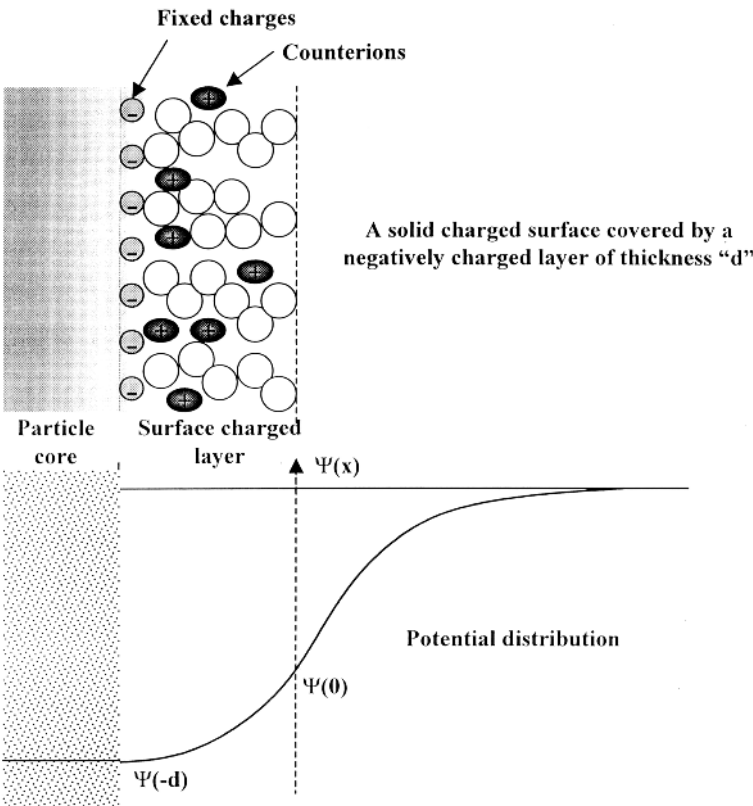 Fixed charges
Counterions
A solid charged surface covered by a
negatively charged layer of thickness “d”
Particle
core
Surface charged
layer
Ψ(x)
Potential distribution
Ψ(0)
Ψ(-d)